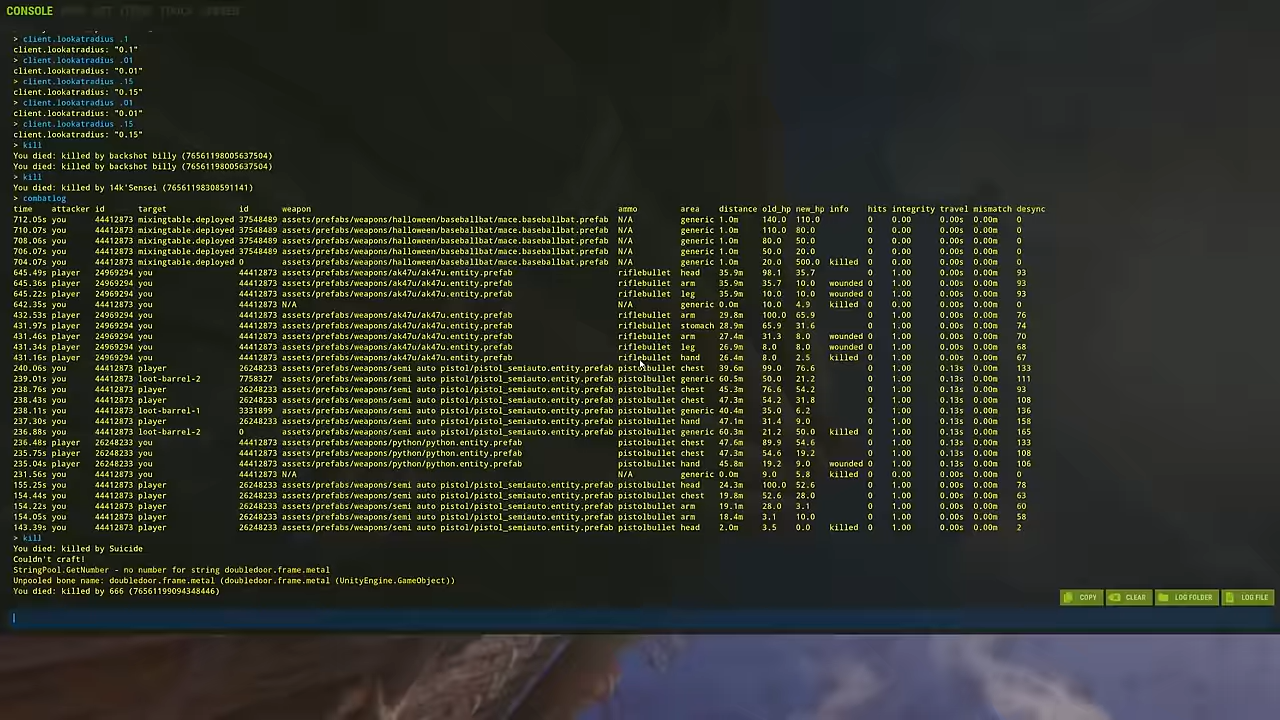 CONSOLE
> client.lookatradius .1
client.lookatradius: "0.1"
> client.lookatradius .01
client.lookatradius: "0.01"
> client.lookatradius .15
client.lookatradius: "0.15"
> client.lookatradius .01
client.lookatradius: "0.01"
> client.lookatradius .15
client.lookatradius: "0.15"
> kill
You died: killed by backshot billy (76561198005637504)
You died: killed by backshot billy (76561198005637504)
> kill
You died: killed by 14k'Sensei (76561198308591141)
> combatlog
time attacker id target id weapon ammo area distance old_hp new_hp info hits integrity travel mismatch desync
712.05s you 44412873 mixingtable.deployed 37548489 assets/prefabs/weapons/halloween/baseballbat/mace.baseballbat.prefab N/A generic 1.0m 140.0 110.0 0 0.00 0.00s 0.00m 0
710.07s you 44412873 mixingtable.deployed 37548489 assets/prefabs/weapons/halloween/baseballbat/mace.baseballbat.prefab N/A generic 1.0m 110.0 80.0 0 0.00 0.00s 0.00m 0
708.06s you 44412873 mixingtable.deployed 37548489 assets/prefabs/weapons/halloween/baseballbat/mace.baseballbat.prefab N/A generic 1.0m 80.0 50.0 0 0.00 0.00s 0.00m 0
706.07s you 44412873 mixingtable.deployed 37548489 assets/prefabs/weapons/halloween/baseballbat/mace.baseballbat.prefab N/A generic 1.0m 50.0 20.0 0 0.00 0.00s 0.00m 0
704.07s you 44412873 mixingtable.deployed 0 assets/prefabs/weapons/halloween/baseballbat/mace.baseballbat.prefab N/A generic 1.0m 20.0 500.0 killed 0 0.00 0.00s 0.00m 0
645.49s player 24969294 you 44412873 assets/prefabs/weapons/ak47u/ak47u.entity.prefab riflebullet head 35.9m 98.1 35.7 0 1.00 0.00s 0.00m 93
645.36s player 24969294 you 44412873 assets/prefabs/weapons/ak47u/ak47u.entity.prefab riflebullet arm 35.9m 35.7 10.0 wounded 0 1.00 0.00s 0.00m 93
645.22s player 24969294 you 44412873 assets/prefabs/weapons/ak47u/ak47u.entity.prefab riflebullet leg 35.9m 10.0 10.0 wounded 0 1.00 0.00s 0.00m 93
642.35s you 44412873 you 44412873 N/A N/A generic 0.0m 10.0 4.9 killed 0 0.00 0.00s 0.00m 0
432.53s player 24969294 you 44412873 assets/prefabs/weapons/ak47u/ak47u.entity.prefab riflebullet arm 29.8m 100.0 65.9 0 1.00 0.00s 0.00m 76
431.97s player 24969294 you 44412873 assets/prefabs/weapons/ak47u/ak47u.entity.prefab riflebullet stomach 28.9m 65.9 31.6 0 1.00 0.00s 0.00m 74
431.46s player 24969294 you 44412873 assets/prefabs/weapons/ak47u/ak47u.entity.prefab riflebullet arm 27.4m 31.3 8.0 wounded 0 1.00 0.00s 0.00m 70
431.34s player 24969294 you 44412873 assets/prefabs/weapons/ak47u/ak47u.entity.prefab riflebullet leg 26.9m 8.0 8.0 wounded 0 1.00 0.00s 0.00m 68
431.16s player 24969294 you 44412873 assets/prefabs/weapons/ak47u/ak47u.entity.prefab riflebullet hand 26.4m 8.0 2.5 killed 0 1.00 0.00s 0.00m 67
240.06s you 44412873 player 26248233 assets/prefabs/weapons/semi auto pistol/pistol_semiauto.entity.prefab pistolbullet chest 39.6m 99.0 76.6 0 1.00 0.13s 0.00m 133
239.01s you 44412873 loot-barrel-2 7758327 assets/prefabs/weapons/semi auto pistol/pistol_semiauto.entity.prefab pistolbullet generic 60.5m 50.0 21.2 0 1.00 0.13s 0.00m 111
238.76s you 44412873 player 26248233 assets/prefabs/weapons/semi auto pistol/pistol_semiauto.entity.prefab pistolbullet chest 45.3m 76.6 54.2 0 1.00 0.13s 0.00m 93
238.43s you 44412873 player 26248233 assets/prefabs/weapons/semi auto pistol/pistol_semiauto.entity.prefab pistolbullet chest 47.3m 54.2 31.8 0 1.00 0.13s 0.00m 108
238.11s you 44412873 loot-barrel-1 3331899 assets/prefabs/weapons/semi auto pistol/pistol_semiauto.entity.prefab pistolbullet generic 40.4m 35.0 6.2 0 1.00 0.13s 0.00m 136
237.30s you 44412873 player 26248233 assets/prefabs/weapons/semi auto pistol/pistol_semiauto.entity.prefab pistolbullet hand 47.1m 31.4 9.0 0 1.00 0.13s 0.00m 158
236.88s you 44412873 loot-barrel-2 0 assets/prefabs/weapons/semi auto pistol/pistol_semiauto.entity.prefab pistolbullet generic 60.3m 21.2 50.0 killed 0 1.00 0.13s 0.00m 165
236.48s player 26248233 you 44412873 assets/prefabs/weapons/python/python.entity.prefab pistolbullet chest 47.6m 89.9 54.6 0 1.00 0.00s 0.00m 133
235.75s player 26248233 you 44412873 assets/prefabs/weapons/python/python.entity.prefab pistolbullet chest 47.3m 54.6 19.2 0 1.00 0.00s 0.00m 108
235.04s player 26248233 you 44412873 assets/prefabs/weapons/python/python.entity.prefab pistolbullet hand 45.8m 19.2 9.0 wounded 0 1.00 0.00s 0.00m 106
231.56s you 44412873 you 44412873 N/A N/A generic 0.0m 9.0 5.8 killed 0 0.00 0.00s 0.00m 0
155.25s you 44412873 player 26248233 assets/prefabs/weapons/semi auto pistol/pistol_semiauto.entity.prefab pistolbullet head 24.3m 100.0 52.6 0 1.00 0.00s 0.00m 78
154.44s you 44412873 player 26248233 assets/prefabs/weapons/semi auto pistol/pistol_semiauto.entity.prefab pistolbullet chest 19.8m 52.6 28.0 0 1.00 0.00s 0.00m 63
154.22s you 44412873 player 26248233 assets/prefabs/weapons/semi auto pistol/pistol_semiauto.entity.prefab pistolbullet arm 19.1m 28.0 3.1 0 1.00 0.00s 0.00m 60
154.05s you 44412873 player 26248233 assets/prefabs/weapons/semi auto pistol/pistol_semiauto.entity.prefab pistolbullet arm 18.4m 3.1 10.0 0 1.00 0.00s 0.00m 58
143.39s you 44412873 player 26248233 assets/prefabs/weapons/semi auto pistol/pistol_semiauto.entity.prefab pistolbullet head 2.0m 3.5 0.0 killed 0 1.00 0.00s 0.00m 2
> kill
You died: killed by Suicide
Couldn't craft!
StringPool.GetNumber - no number for string doubledoor.frame.metal
Unpooled bone name: doubledoor.frame.metal (doubledoor.frame.metal (UnityEngine.GameObject))
You died: killed by 666 (76561199094348446)
COPY CLEAR LOG FOLDER LOG FILE